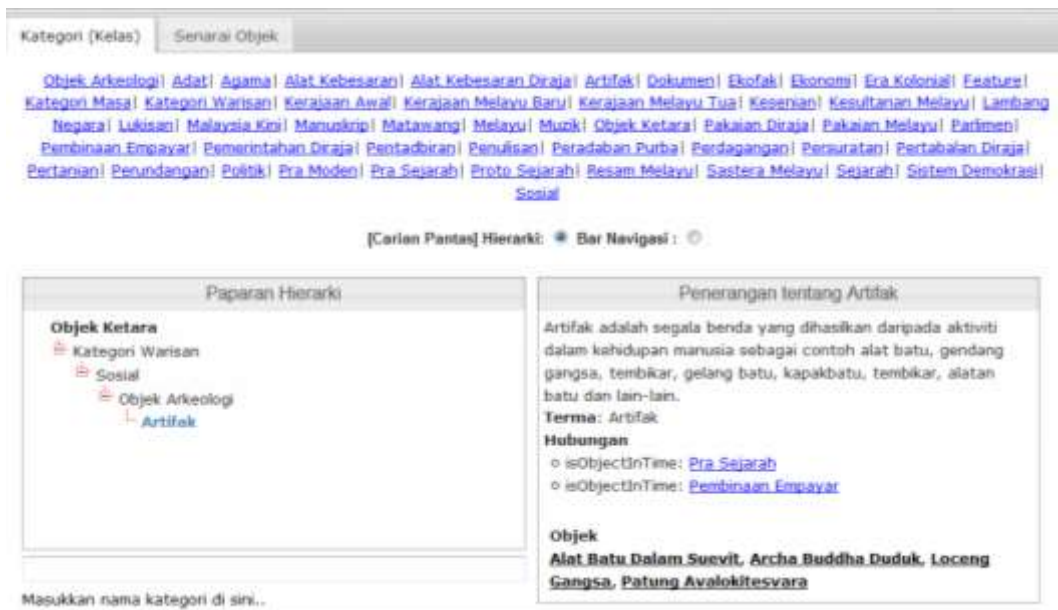 Kategori (Kelas) Senarai Objek
Objek Arkeologi| Adat| Agama| Alat Kebesaran| Alat Kebesaran Diraja| Artifak| Dokumen| Ekofak| Ekonomi| Era Kolonial| Feature|
Kategori Masa| Kategori Warisan| Kerajaan Awal| Kerajaan Melayu Baru| Kerajaan Melayu Tua| Kesenian| Kesultanan Melayu| Lambang
Negara| Lukisan| Malaysia Kini| Manuskrip| Matawang| Melayu| Muzik| Objek Ketara| Pakaian Diraja| Pakaian Melayu| Parlimen|
Pembinaan Empayar| Pemerintahan Diraja| Pentadbiran| Penulisan| Peradaban Purba| Perdagangan| Persuratan| Pertabalan Diraja|
Pertanian| Perundangan| Politik| Pra Moden| Pra Sejarah| Proto Sejarah| Resam Melayu| Sastera Melayu| Sejarah| Sistem Demokrasi|
Sosial
[Carian Pantas] Hierarki: Bar Navigasi :
Paparan Hierarki
Objek Ketara
Kategori Warisan
Sosial
Objek Arkeologi
Artifak
Masukkan nama kategori di sini..
Penerangan tentang Artifak
Artifak adalah segala benda yang dihasilkan daripada aktiviti
dalam kehidupan manusia sebagai contoh alat batu, gendang
gangsa, tembikar, gelang batu, kapakbatu, tembikar, alatan
batu dan lain-lain.
Terma: Artifak
Hubungan
isObjectInTime: Pra Sejarah
isObjectInTime: Pembinaan Empayar
Objek
Alat Batu Dalam Suevit, Archa Buddha Duduk, Loceng
Gangsa, Patung Avalokitesvara